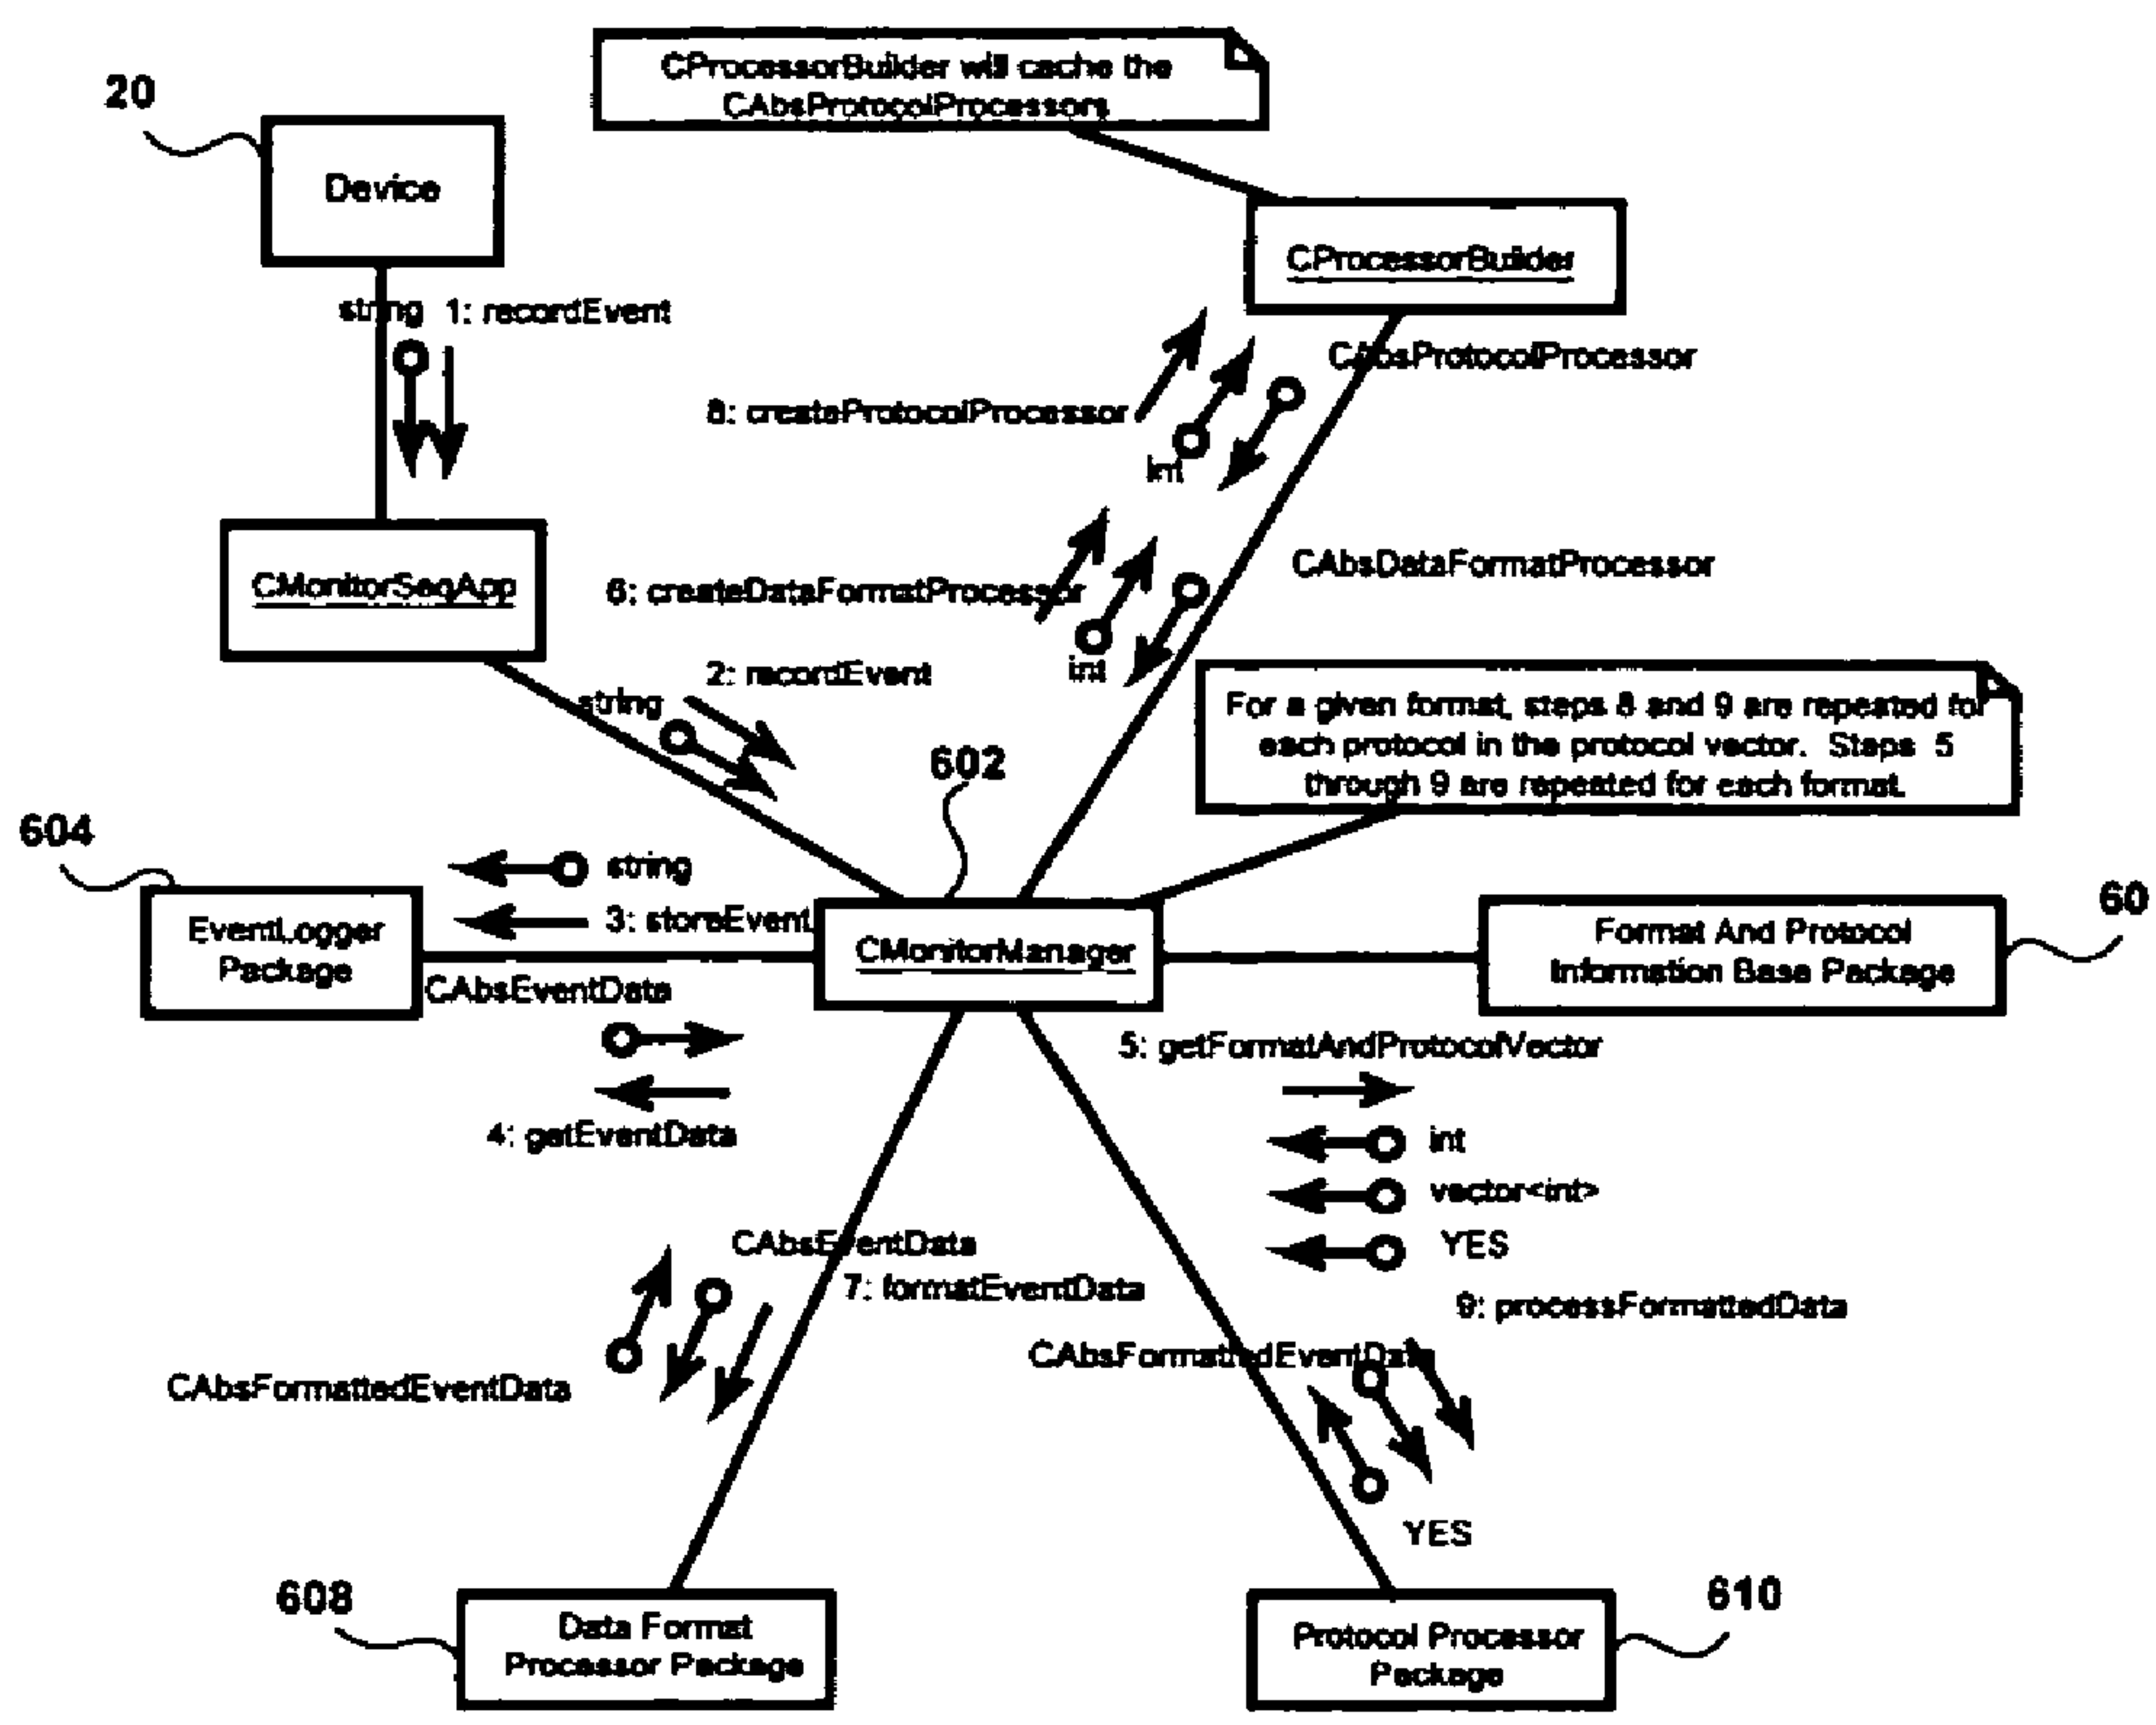 CProcessorBuilder will cache the
CAbsProtocolProcessors
20
Device
CProcessorBuilder
string 1: recordEvent
CAbsProtocolProcessor
8: createProtocolProcessor
int
CMonitorSeqApp
CAbsDataFormatProcessor
6: createDataFormatProcessor
int
2: recordEvent
string
For a given format, steps 8 and 9 are repeated for
each protocol in the protocol vector. Steps 5
through 9 are repeated for each format.
602
604
string
3: storeEvent
EventLogger
Package
CMonitorManager
Format And Protocol
Information Base Package
60
CAbsEventData
4: getEventData
5: getFormatAndProtocolVector
int
vector<int>
YES
CAbsEventData
7: formatEventData
CAbsFormattedEventData
9: processFormattedData
CAbsFormattedEventData
YES
608
Data Format
Processor Package
610
Protocol Processor
Package